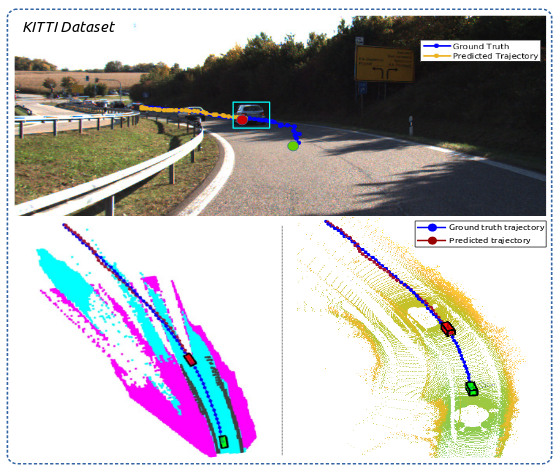 KITTI Dataset
Ground Truth
Predicted Trajectory
Ground truth trajectory
Predicted trajectory